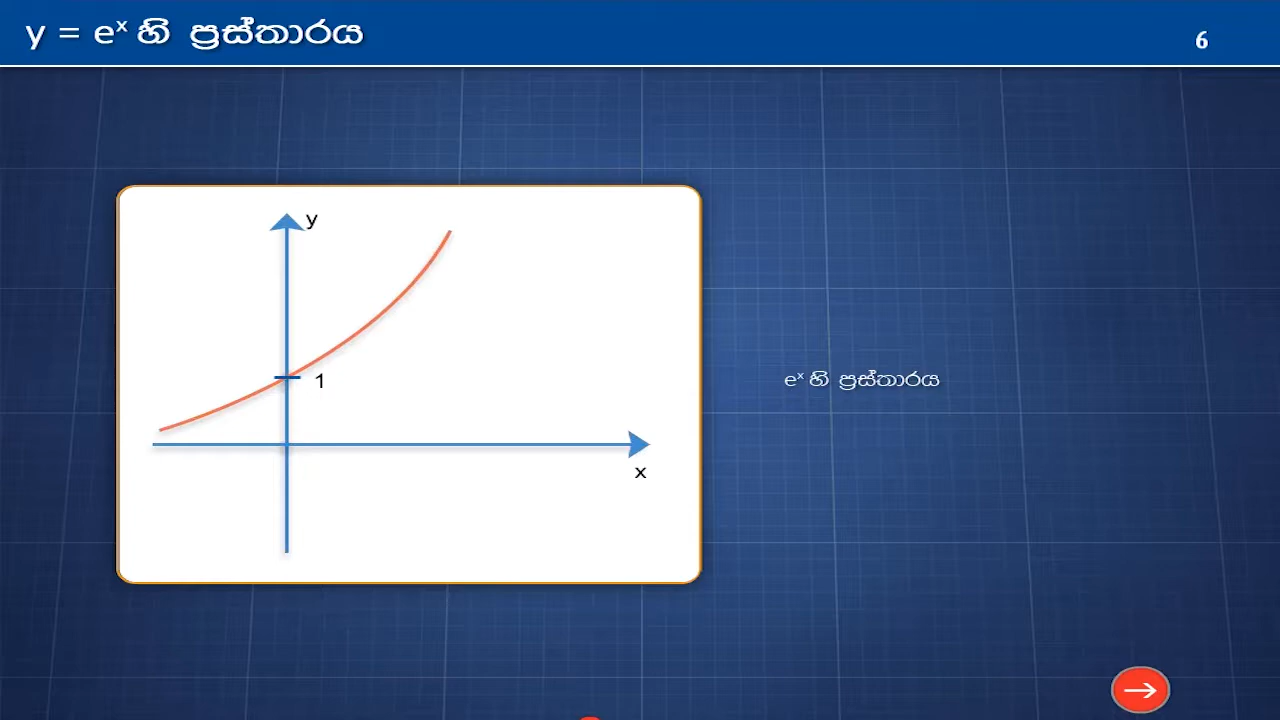 y = eˣ හි ප්‍රස්තාරය
6
y
1
x
eˣ හි ප්‍රස්තාරය